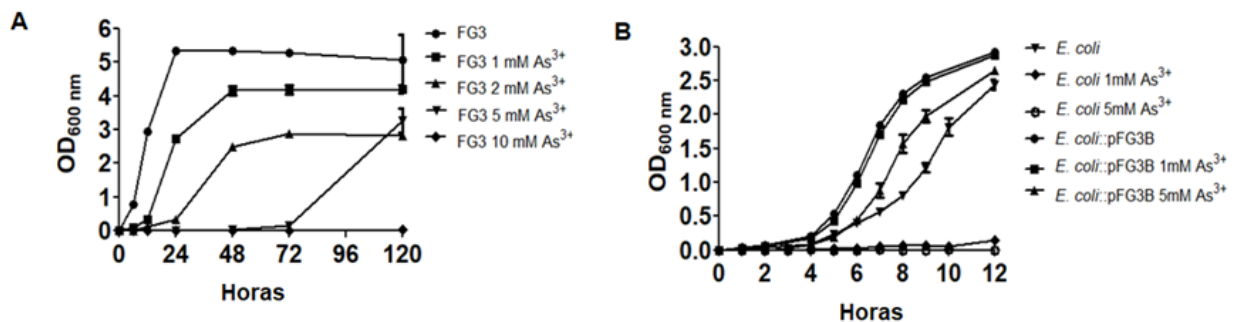 A
OD600 nm
6
5
4
3
2
1
0
0 24 48 72 96 120
Horas
FG3
FG3 1 mM As3+
FG3 2 mM As3+
FG3 5 mM As3+
FG3 10 mM As3+
B
OD600 nm
3.0
2.5
2.0
1.5
1.0
0.5
0.0
0 2 4 6 8 10 12
Horas
E. coli
E. coli 1mM As3+
E. coli 5mM As3+
E. coli::pFG3B
E. coli::pFG3B 1mM As3+
E. coli::pFG3B 5mM As3+